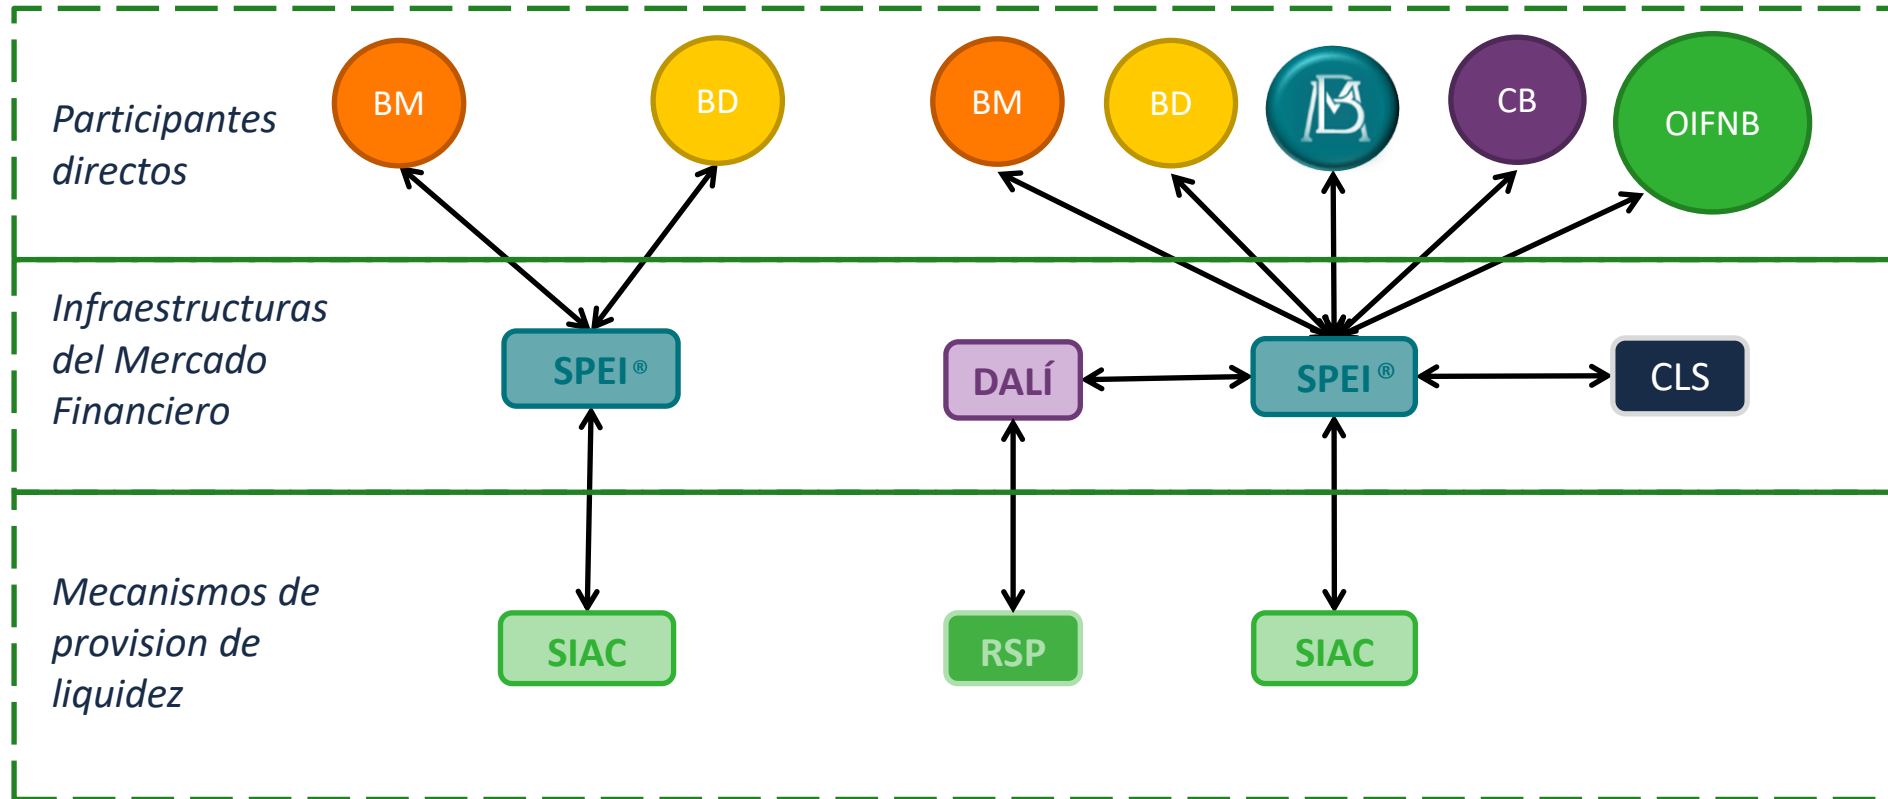 BM
BD
BM
BD
BM
CB
OIFNB
Participantes
directos
Infraestructuras
del Mercado
Financiero
SPEI®
DALÍ
SPEI®
CLS
Mecanismos de
provision de
liquidez
SIAC
RSP
SIAC